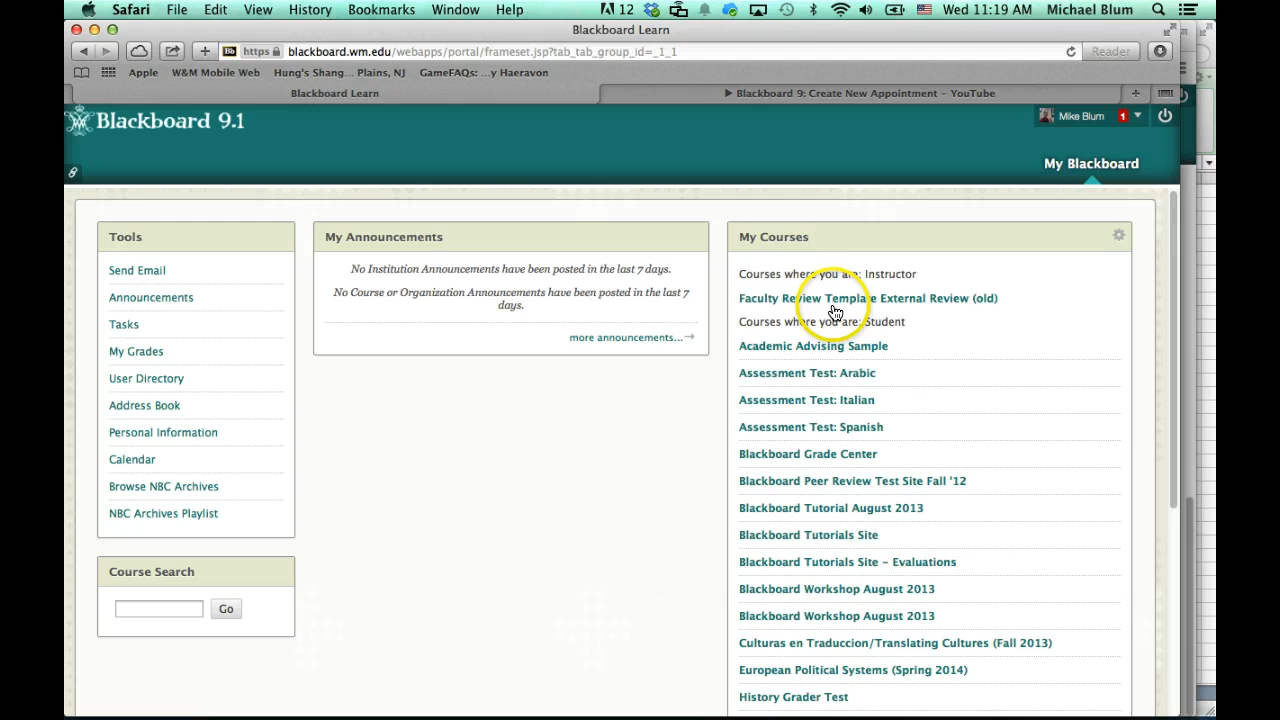 Safari File Edit View History Bookmarks Window Help 12 Wed 11:19 AM Michael Blum
Blackboard Learn
Bb https blackboard.wm.edu/webapps/portal/frameset.jsp?tab_tab_group_id=_1_1 Reader
Apple W&M Mobile Web Hung's Shang... Plains, NJ GameFAQs: ...y Haeravon
Blackboard Learn ▶ Blackboard 9: Create New Appointment – YouTube +
Blackboard 9.1
Mike Blum 1
My Blackboard
Tools
Send Email
Announcements
Tasks
My Grades
User Directory
Address Book
Personal Information
Calendar
Browse NBC Archives
NBC Archives Playlist
Course Search
Go
My Announcements
No Institution Announcements have been posted in the last 7 days.
No Course or Organization Announcements have been posted in the last 7
days.
more announcements...→
My Courses
Courses where you are: Instructor
Faculty Review Template External Review (old)
Courses where you are: Student
Academic Advising Sample
Assessment Test: Arabic
Assessment Test: Italian
Assessment Test: Spanish
Blackboard Grade Center
Blackboard Peer Review Test Site Fall '12
Blackboard Tutorial August 2013
Blackboard Tutorials Site
Blackboard Tutorials Site – Evaluations
Blackboard Workshop August 2013
Blackboard Workshop August 2013
Culturas en Traduccion/Translating Cultures (Fall 2013)
European Political Systems (Spring 2014)
History Grader Test